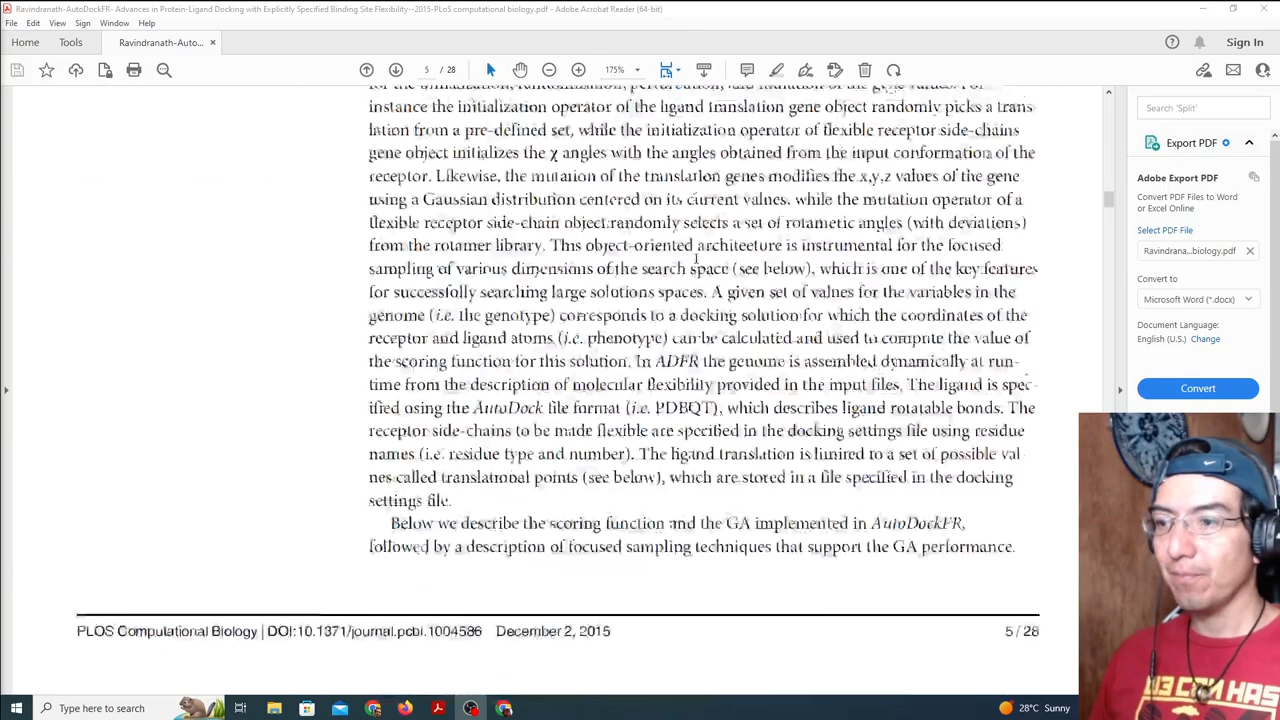 Ravindranath-AutoDockFR- Advances in Protein-Ligand Docking with Explicitly Specified Binding Site Flexibility--2015-PLoS computational biology.pdf - Adobe Acrobat Reader (64-bit)
File Edit View Sign Window Help
Home Tools Ravindranath-Auto... × Sign In
5 / 28 175%
for the initialization, randomization, perturbation, and mutation of the gene values. For
instance the initialization operator of the ligand translation gene object randomly picks a trans
lation from a pre-defined set, while the initialization operator of flexible receptor side-chains
gene object initializes the χ angles with the angles obtained from the input conformation of the
receptor. Likewise, the mutation of the translation genes modifies the x,y,z values of the gene
using a Gaussian distribution centered on its current values, while the mutation operator of a
flexible receptor side-chain object randomly selects a set of rotameric angles (with deviations)
from the rotamer library. This object-oriented architecture is instrumental for the focused
sampling of various dimensions of the search space (see below), which is one of the key features
for successfully searching large solutions spaces. A given set of values for the variables in the
genome (i.e. the genotype) corresponds to a docking solution for which the coordinates of the
receptor and ligand atoms (i.e. phenotype) can be calculated and used to compute the value of
the scoring function for this solution. In ADFR the genome is assembled dynamically at run-
time from the description of molecular flexibility provided in the input files. The ligand is spec-
ified using the AutoDock file format (i.e. PDBQT), which describes ligand rotatable bonds. The
receptor side-chains to be made flexible are specified in the docking settings file using residue
names (i.e. residue type and number). The ligand translation is limited to a set of possible val
nes called translational points (see below), which are stored in a file specified in the docking
settings file.
Below we describe the scoring function and the GA implemented in AutoDockFR,
followed by a description of focused sampling techniques that support the GA performance.
PLOS Computational Biology | DOI:10.1371/journal.pcbi.1004586 December 2, 2015 5 / 28
Search 'Split'
Export PDF
Adobe Export PDF
Convert PDF Files to Word
or Excel Online
Select PDF File
Ravindrana...biology.pdf ×
Convert to
Microsoft Word (*.docx)
Document Language:
English (U.S.) Change
Convert
Type here to search
28°C Sunny